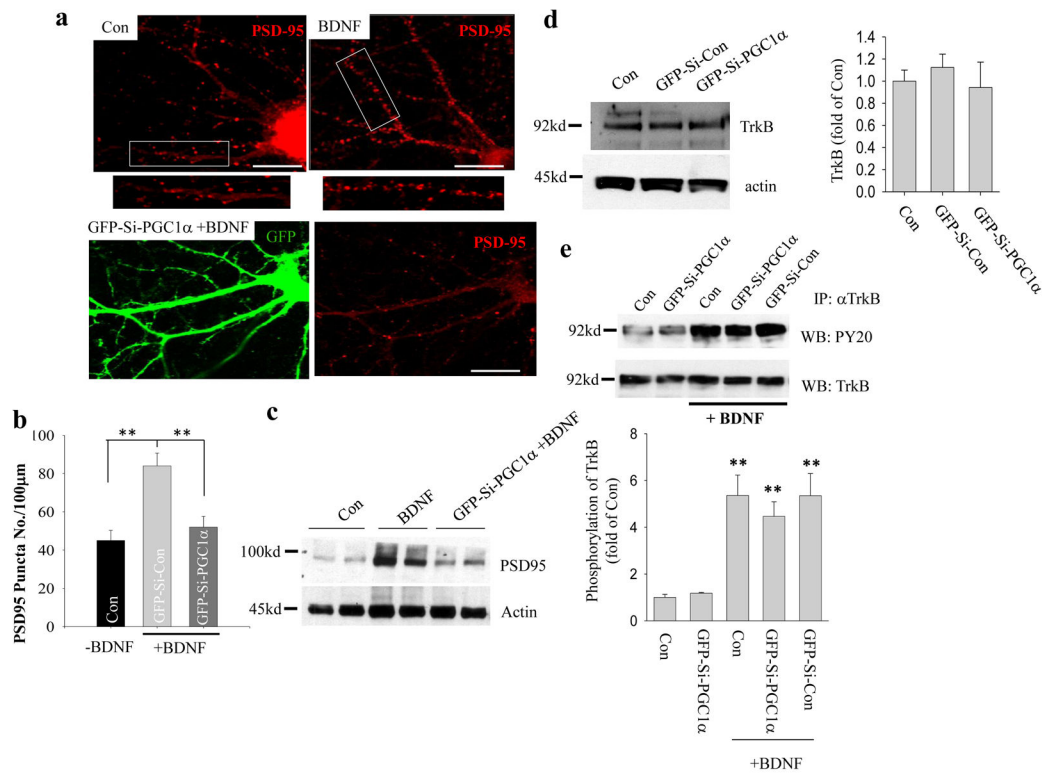 a
Con
PSD-95
BDNF
PSD-95
GFP-Si-PGC1α +BDNF
GFP
PSD-95
b
PSD95 Puncta No./100μm
100
80
60
40
20
0
**
**
Con
GFP-Si-Con
GFP-Si-PGC1α
-BDNF
+BDNF
c
Con
BDNF
GFP-Si-PGC1α +BDNF
100kd
PSD95
45kd
Actin
d
Con
GFP-Si-Con
GFP-Si-PGC1α
92kd
TrkB
45kd
actin
TrkB (fold of Con)
1.4
1.2
1.0
0.8
0.6
0.4
0.2
0.0
Con
GFP-Si-Con
GFP-Si-PGC1α
e
Con
GFP-Si-PGC1α
Con
GFP-Si-PGC1α
GFP-Si-Con
IP: αTrkB
92kd
WB: PY20
92kd
WB: TrkB
+ BDNF
Phosphorylation of TrkB
(fold of Con)
8
6
4
2
0
**
**
**
Con
GFP-Si-PGC1α
Con
GFP-Si-PGC1α
GFP-Si-Con
+BDNF